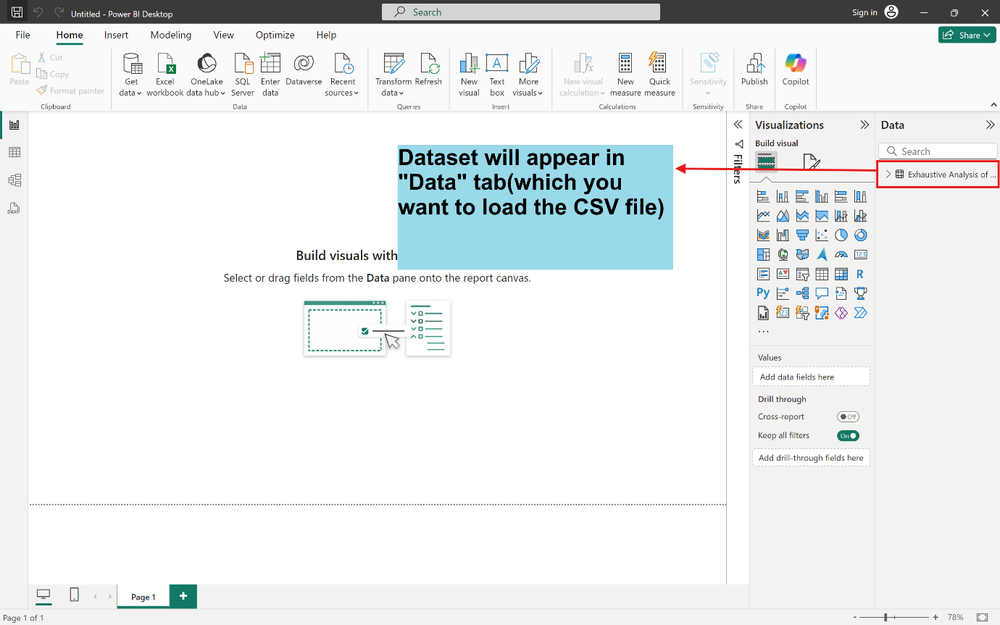 Untitled - Power BI Desktop
Search
Sign in
File
Home
Insert
Modeling
View
Optimize
Help
Share
Paste
Cut
Copy
Format painter
Clipboard
Get data
Excel workbook
OneLake data hub
SQL Server
Enter data
Dataverse
Recent sources
Data
Transform data
Refresh
Queries
New visual
Text box
More visuals
Insert
New visual calculation
New measure
Quick measure
Calculations
Sensitivity
Sensitivity
Publish
Share
Copilot
Copilot
DAX
Dataset will appear in
"Data" tab(which you
want to load the CSV file)
Build visuals with
Select or drag fields from the Data pane onto the report canvas.
Filters
Visualizations
Build visual
123
R
Py
123
...
Values
Add data fields here
Drill through
Cross-report
Off
Keep all filters
On
Add drill-through fields here
Data
Search
Exhaustive Analysis of ...
Page 1
+
Page 1 of 1
- +
78%